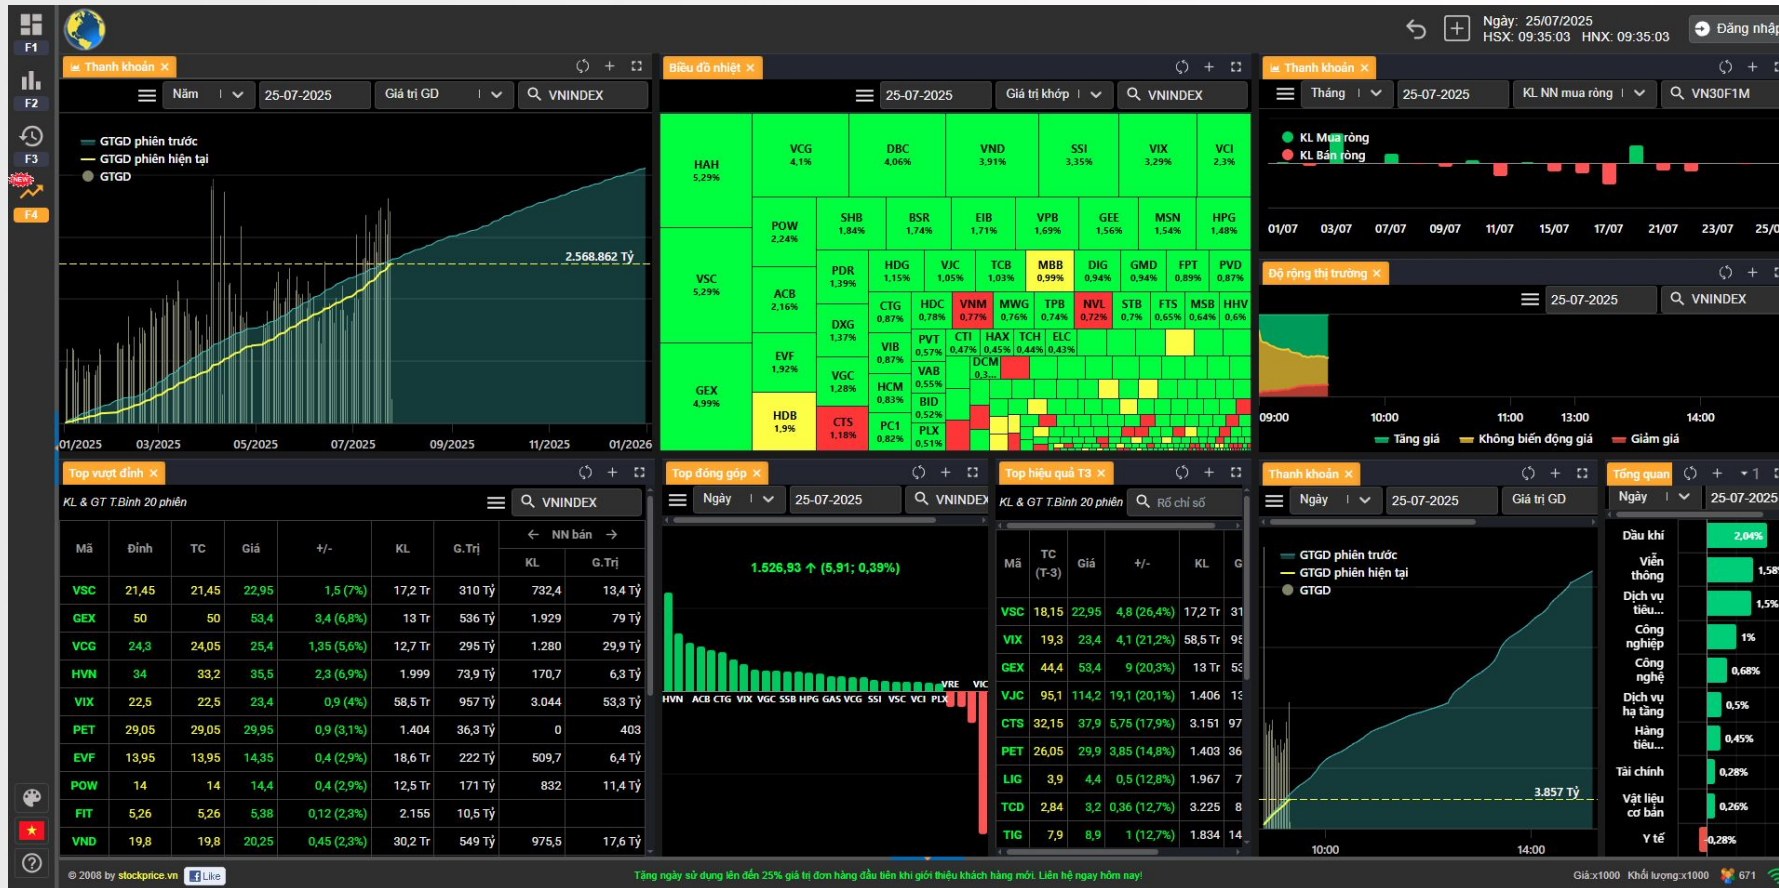 F1
F2
F3
NEW
F4
Ngày: 25/07/2025
HSX: 09:35:03 HNX: 09:35:03
Đăng nhập
Thanh khoản ×
Năm
25-07-2025
Giá trị GD
VNINDEX
GTGD phiên trước
GTGD phiên hiện tại
GTGD
2.568.862 Tỷ
01/2025 03/2025 05/2025 07/2025 09/2025 11/2025 01/2026
Biểu đồ nhiệt ×
25-07-2025
Giá trị khớp
VNINDEX
HAH
5,29%
VCG
4,1%
DBC
4,06%
VND
3,91%
SSI
3,35%
VIX
3,29%
VCI
2,3%
VSC
5,29%
GEX
4,99%
POW
2,24%
SHB
1,84%
BSR
1,74%
EIB
1,71%
VPB
1,69%
GEE
1,56%
MSN
1,54%
HPG
1,48%
ACB
2,16%
EVF
1,92%
HDB
1,9%
PDR
1,39%
DXG
1,37%
VGC
1,28%
CTS
1,18%
HDG
1,15%
VJC
1,05%
TCB
1,03%
MBB
0,99%
DIG
0,94%
GMD
0,94%
FPT
0,89%
PVD
0,87%
CTG
0,87%
VIB
0,87%
HCM
0,83%
PC1
0,82%
HDC
0,78%
VNM
0,77%
MWG
0,76%
TPB
0,74%
NVL
0,72%
STB
0,7%
FTS
0,65%
MSB
0,64%
HHV
0,6%
PVT
0,57%
VAB
0,55%
BID
0,52%
PLX
0,51%
CTI
0,47%
HAX
0,45%
TCH
0,44%
ELC
0,43%
DCM
0,3...
Thanh khoản ×
Tháng
25-07-2025
KL NN mua ròng
VN30F1M
KL Mua ròng
KL Bán ròng
01/07 03/07 07/07 09/07 11/07 15/07 17/07 21/07 23/07 25/0
Độ rộng thị trường ×
25-07-2025
VNINDEX
09:00 10:00 11:00 13:00 14:00
Tăng giá Không biến động giá Giảm giá
Top vượt đỉnh ×
KL & GT T.Bình 20 phiên
VNINDEX
Mã Đỉnh TC Giá +/- KL G.Trị ← NN bán →
KL G.Trị
VSC 21,45 21,45 22,95 1,5 (7%) 17,2 Tr 310 Tỷ 732,4 13,4 Tỷ
GEX 50 50 53,4 3,4 (6,8%) 13 Tr 536 Tỷ 1.929 79 Tỷ
VCG 24,3 24,05 25,4 1,35 (5,6%) 12,7 Tr 295 Tỷ 1.280 29,9 Tỷ
HVN 34 33,2 35,5 2,3 (6,9%) 1.999 73,9 Tỷ 170,7 6,3 Tỷ
VIX 22,5 22,5 23,4 0,9 (4%) 58,5 Tr 957 Tỷ 3.044 53,3 Tỷ
PET 29,05 29,05 29,95 0,9 (3,1%) 1.404 36,3 Tỷ 0 403
EVF 13,95 13,95 14,35 0,4 (2,9%) 18,6 Tr 222 Tỷ 509,7 6,4 Tỷ
POW 14 14 14,4 0,4 (2,9%) 12,5 Tr 171 Tỷ 832 11,4 Tỷ
FIT 5,26 5,26 5,38 0,12 (2,3%) 2.155 10,5 Tỷ
VND 19,8 19,8 20,25 0,45 (2,3%) 30,2 Tr 549 Tỷ 975,5 17,6 Tỷ
Top đóng góp ×
Ngày
25-07-2025
VNINDEX
1.526,93 ↑ (5,91; 0,39%)
VRE VIC
HVN ACB CTG VIX VGC SSB HPG GAS VCG SSI VSC VCI PLX
Top hiệu quả T3 ×
KL & GT T.Bình 20 phiên
Rổ chỉ số
Mã TC (T-3) Giá +/- KL G
VSC 18,15 22,95 4,8 (26,4%) 17,2 Tr 31
VIX 19,3 23,4 4,1 (21,2%) 58,5 Tr 95
GEX 44,4 53,4 9 (20,3%) 13 Tr 53
VJC 95,1 114,2 19,1 (20,1%) 1.406 13
CTS 32,15 37,9 5,75 (17,9%) 3.151 97
PET 26,05 29,9 3,85 (14,8%) 1.403 36
LIG 3,9 4,4 0,5 (12,8%) 1.967 7
TCD 2,84 3,2 0,36 (12,7%) 3.225 8
TIG 7,9 8,9 1 (12,7%) 1.834 14
Thanh khoản ×
Ngày
25-07-2025
Giá trị GD
GTGD phiên trước
GTGD phiên hiện tại
GTGD
3.857 Tỷ
10:00 14:00
Tổng quan
1
Ngày
25-07-2025
Dầu khí 2,04%
Viễn thông 1,58%
Dịch vụ tiêu... 1,5%
Công nghiệp 1%
Công nghệ 0,68%
Dịch vụ hạ tầng 0,5%
Hàng tiêu... 0,45%
Tài chính 0,28%
Vật liệu cơ bản 0,26%
Y tế -0,28%
© 2008 by stockprice.vn
Like
Tặng ngày sử dụng lên đến 25% giá trị đơn hàng đầu tiên khi giới thiệu khách hàng mới. Liên hệ ngay hôm nay!
Giá:x1000 Khối lượng:x1000 671